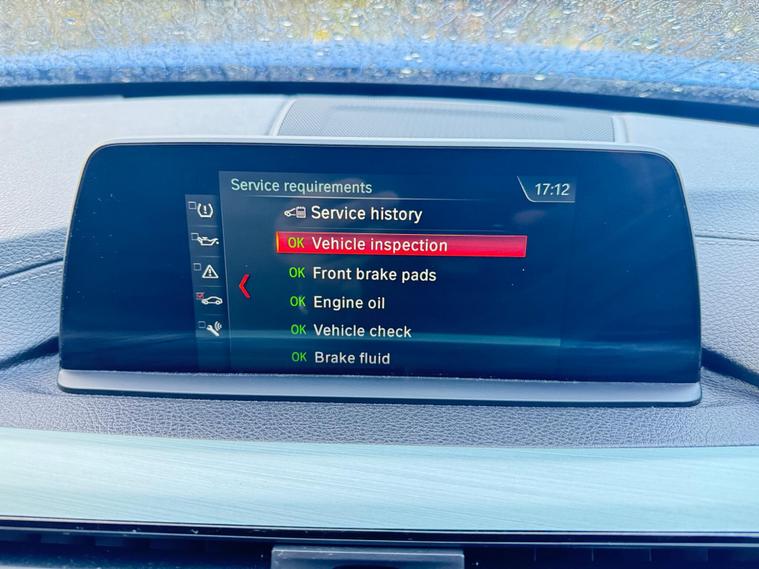 Service requirements
17:12
Service history
OK Vehicle inspection
OK Front brake pads
OK Engine oil
OK Vehicle check
OK Brake fluid